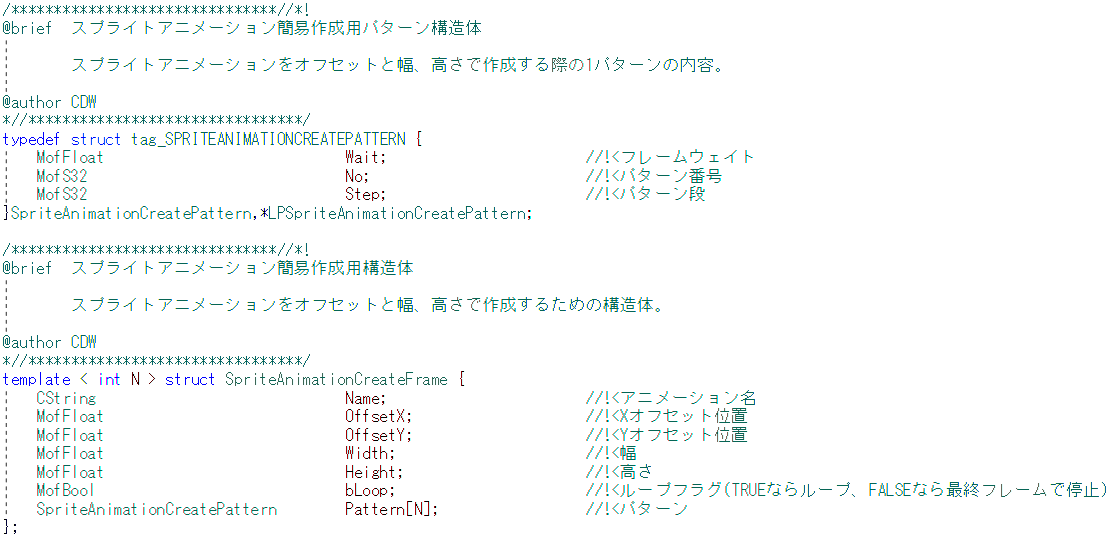 /*******************************//*!
@brief　スプライトアニメーション簡易作成用パターン構造体
スプライトアニメーションをオフセットと幅、高さで作成する際の1パターンの内容。
@author CDW
*//********************************/
typedef struct tag_SPRITEANIMATIONCREATEPATTERN {
MofFloat Wait; //!<フレームウェイト
MofS32 No; //!<パターン番号
MofS32 Step; //!<パターン段
}SpriteAnimationCreatePattern,*LPSpriteAnimationCreatePattern;
/*******************************//*!
@brief　スプライトアニメーション簡易作成用構造体
スプライトアニメーションをオフセットと幅、高さで作成するための構造体。
@author CDW
*//********************************/
template < int N > struct SpriteAnimationCreateFrame {
CString Name; //!<アニメーション名
MofFloat OffsetX; //!<Xオフセット位置
MofFloat OffsetY; //!<Yオフセット位置
MofFloat Width; //!<幅
MofFloat Height; //!<高さ
MofBool bLoop; //!<ループフラグ(TRUEならループ、FALSEなら最終フレームで停止)
SpriteAnimationCreatePattern Pattern[N]; //!<パターン
};